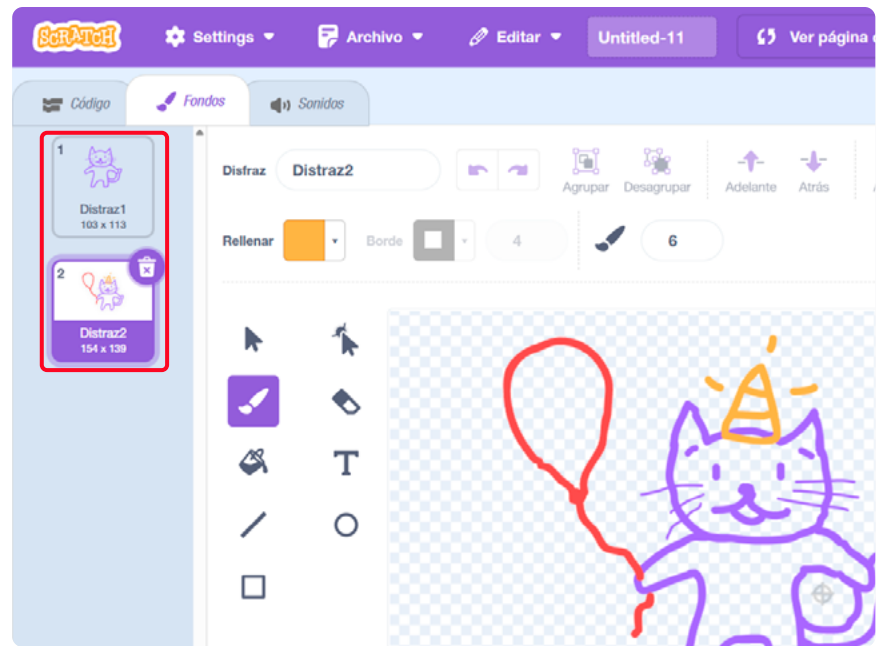 SCRATCH Settings Archivo Editar Untitled-11 Ver página
Código Fondos Sonidos
1
Distraz1
103 x 113
2
Distraz2
154 x 139
Disfraz Distraz2
Agrupar Desagrupar Adelante Atrás
Rellenar Borde 4 6
T